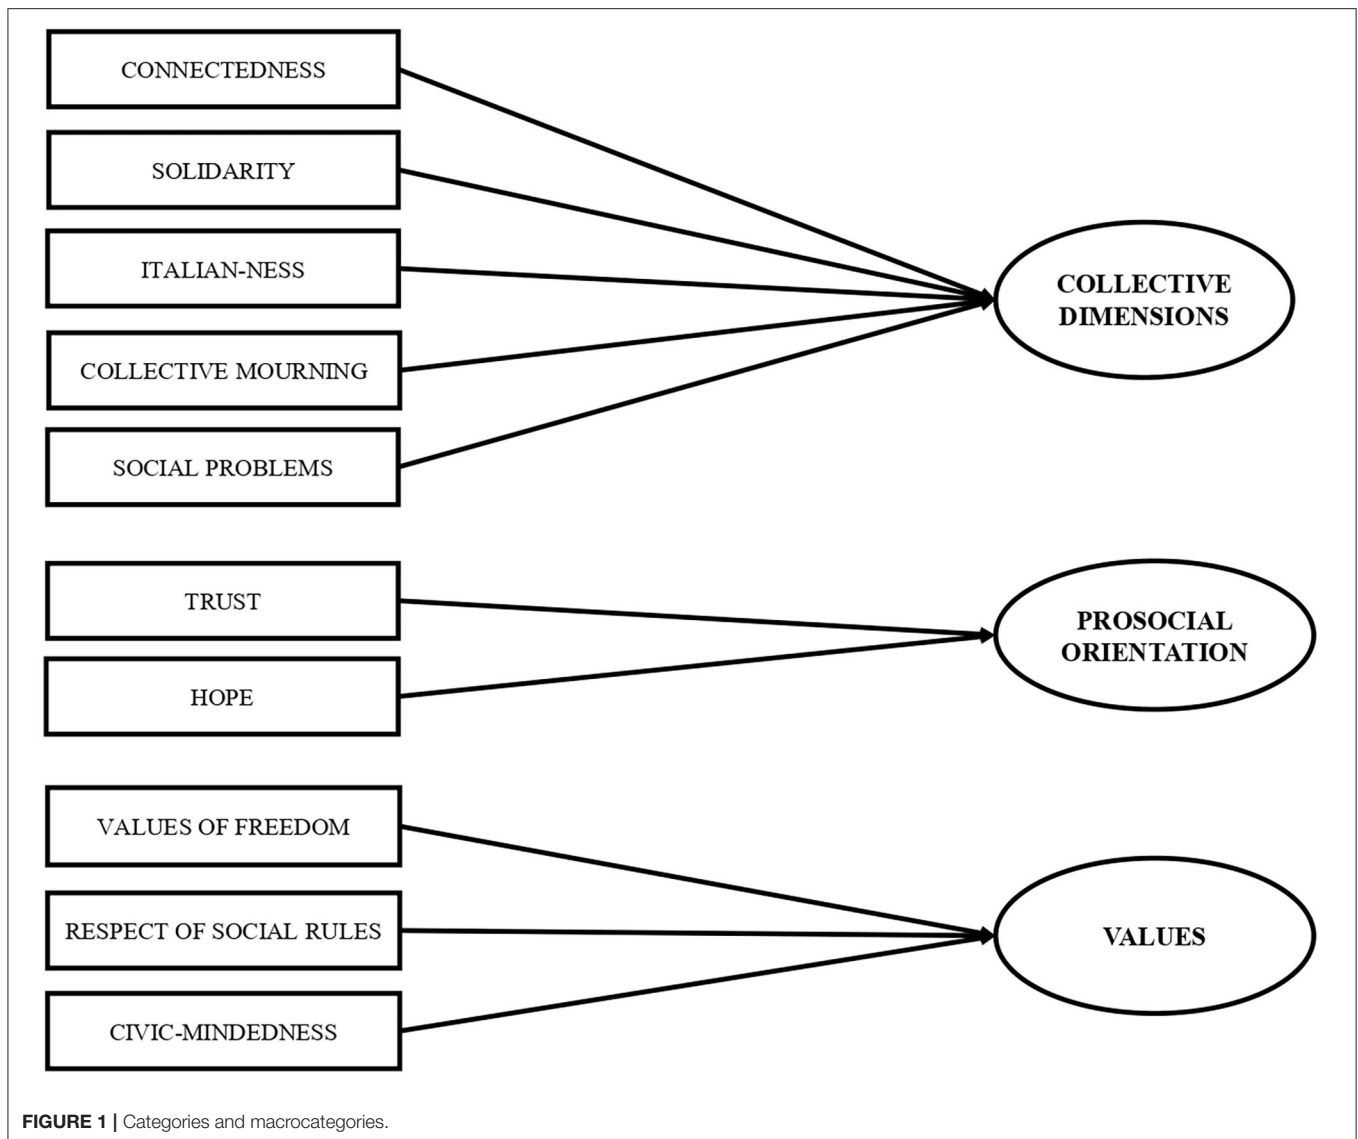 CONNECTEDNESS
SOLIDARITY
ITALIAN-NESS
COLLECTIVE MOURNING
SOCIAL PROBLEMS
COLLECTIVE
DIMENSIONS
TRUST
HOPE
PROSOCIAL
ORIENTATION
VALUES OF FREEDOM
RESPECT OF SOCIAL RULES
CIVIC-MINDEDNESS
VALUES
FIGURE 1 | Categories and macrocategories.